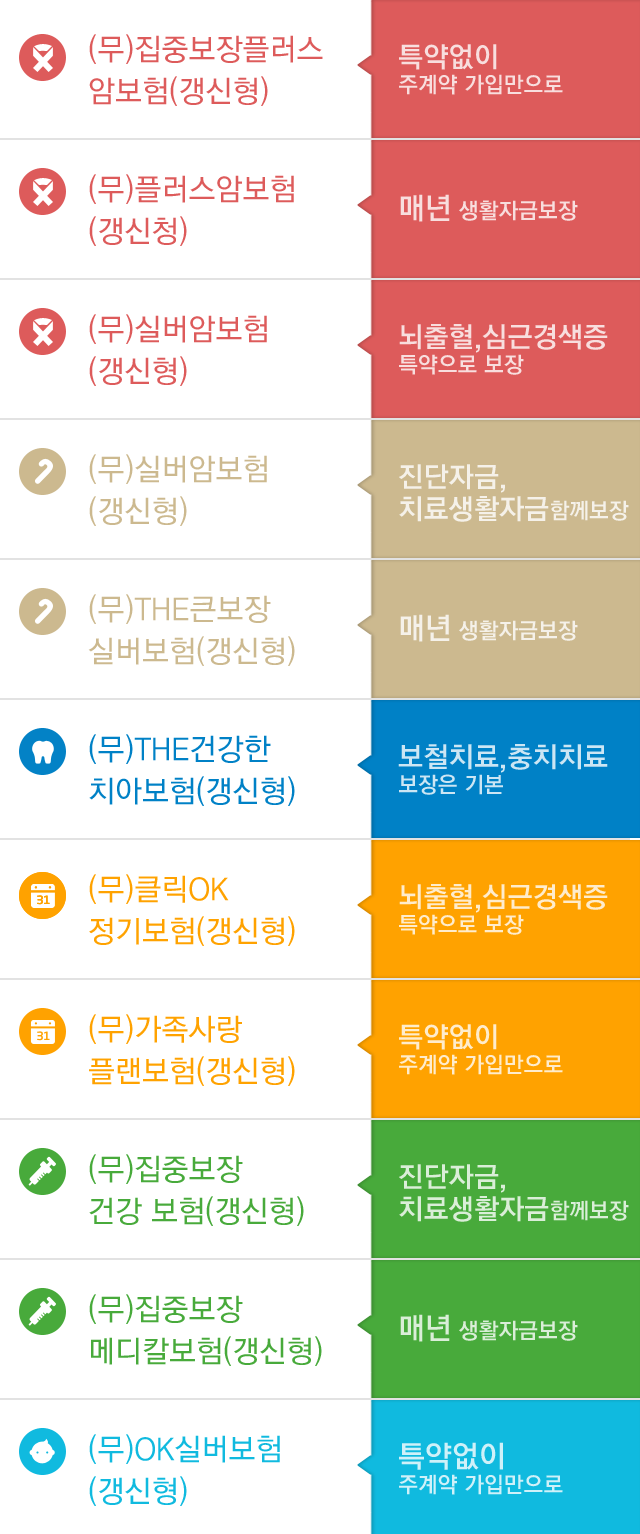 (무)집중보장플러스
암보험(갱신형)
특약없이
주계약 가입만으로
(무)플러스암보험
(갱신청)
매년 생활자금보장
(무)실버암보험
(갱신형)
뇌출혈,심근경색증
특약으로 보장
(무)실버암보험
(갱신형)
진단자금,
치료생활자금함께보장
(무)THE큰보장
실버보험(갱신형)
매년 생활자금보장
(무)THE건강한
치아보험(갱신형)
보철치료,충치치료
보장은 기본
31
(무)클릭OK
정기보험(갱신형)
뇌출혈,심근경색증
특약으로 보장
31
(무)가족사랑
플랜보험(갱신형)
특약없이
주계약 가입만으로
(무)집중보장
건강 보험(갱신형)
진단자금,
치료생활자금함께보장
(무)집중보장
메디칼보험(갱신형)
매년 생활자금보장
(무)OK실버보험
(갱신형)
특약없이
주계약 가입만으로